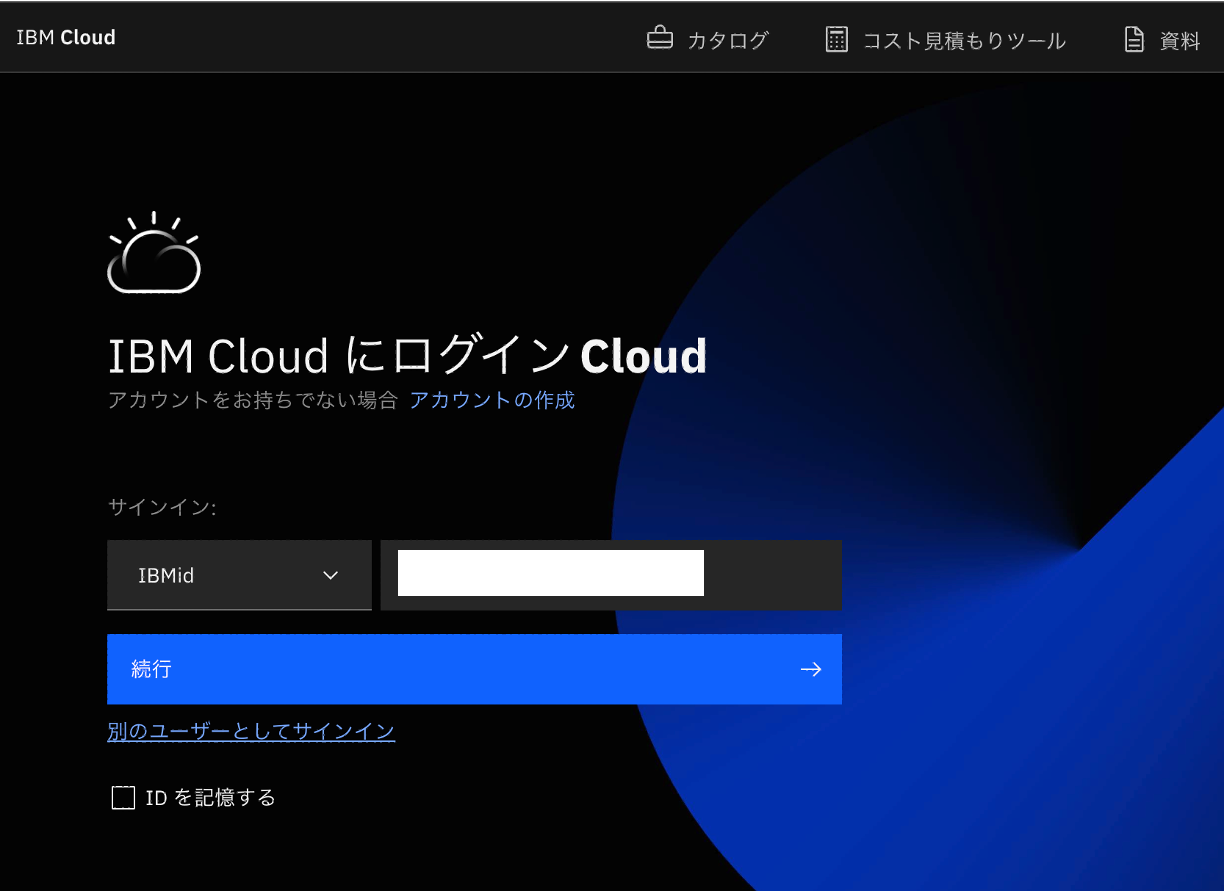 IBM Cloud
カタログ
コスト見積もりツール
資料
IBM Cloud にログイン Cloud
アカウントをお持ちでない場合 アカウントの作成
サインイン:
IBMid
続行
別のユーザーとしてサインイン
ID を記憶する